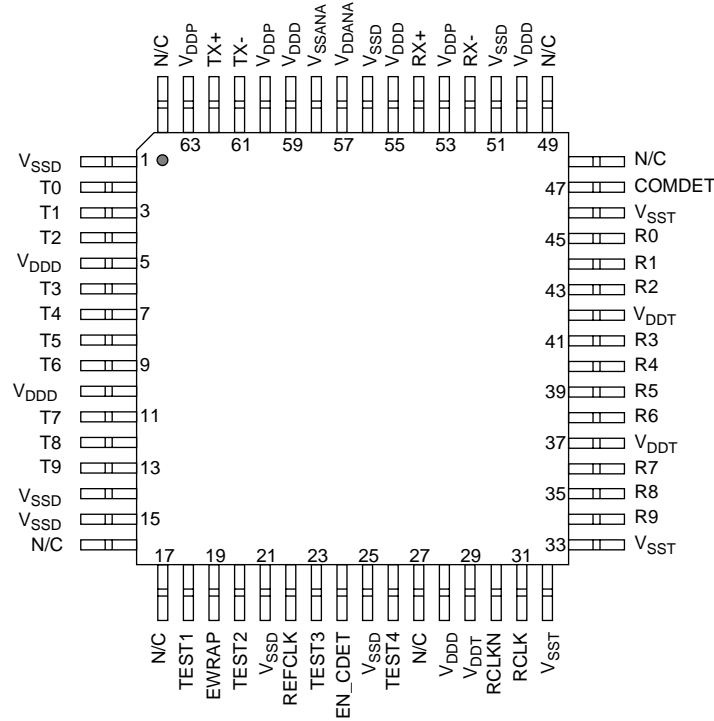 N/C VDDP TX+ TX- VDDP VDDD VSSANA VDDANA VSSD VDDD RX+ VDDP RX- VSSD VDDD N/C
63 61 59 57 55 53 51 49
VSSD 1 N/C
T0 47 COMDET
T1 3 VSST
T2 45 R0
VDDD 5 R1
T3 43 R2
T4 7 VDDT
T5 41 R3
T6 9 R4
VDDD 39 R5
T7 11 R6
T8 37 VDDT
T9 13 R7
VSSD 35 R8
VSSD 15 R9
N/C 33 VSST
17 19 21 23 25 27 29 31
N/C TEST1 EWRAP TEST2 VSSD REFCLK TEST3 EN_CDET VSSD TEST4 N/C VDDD VDDT RCLKN RCLK VSST